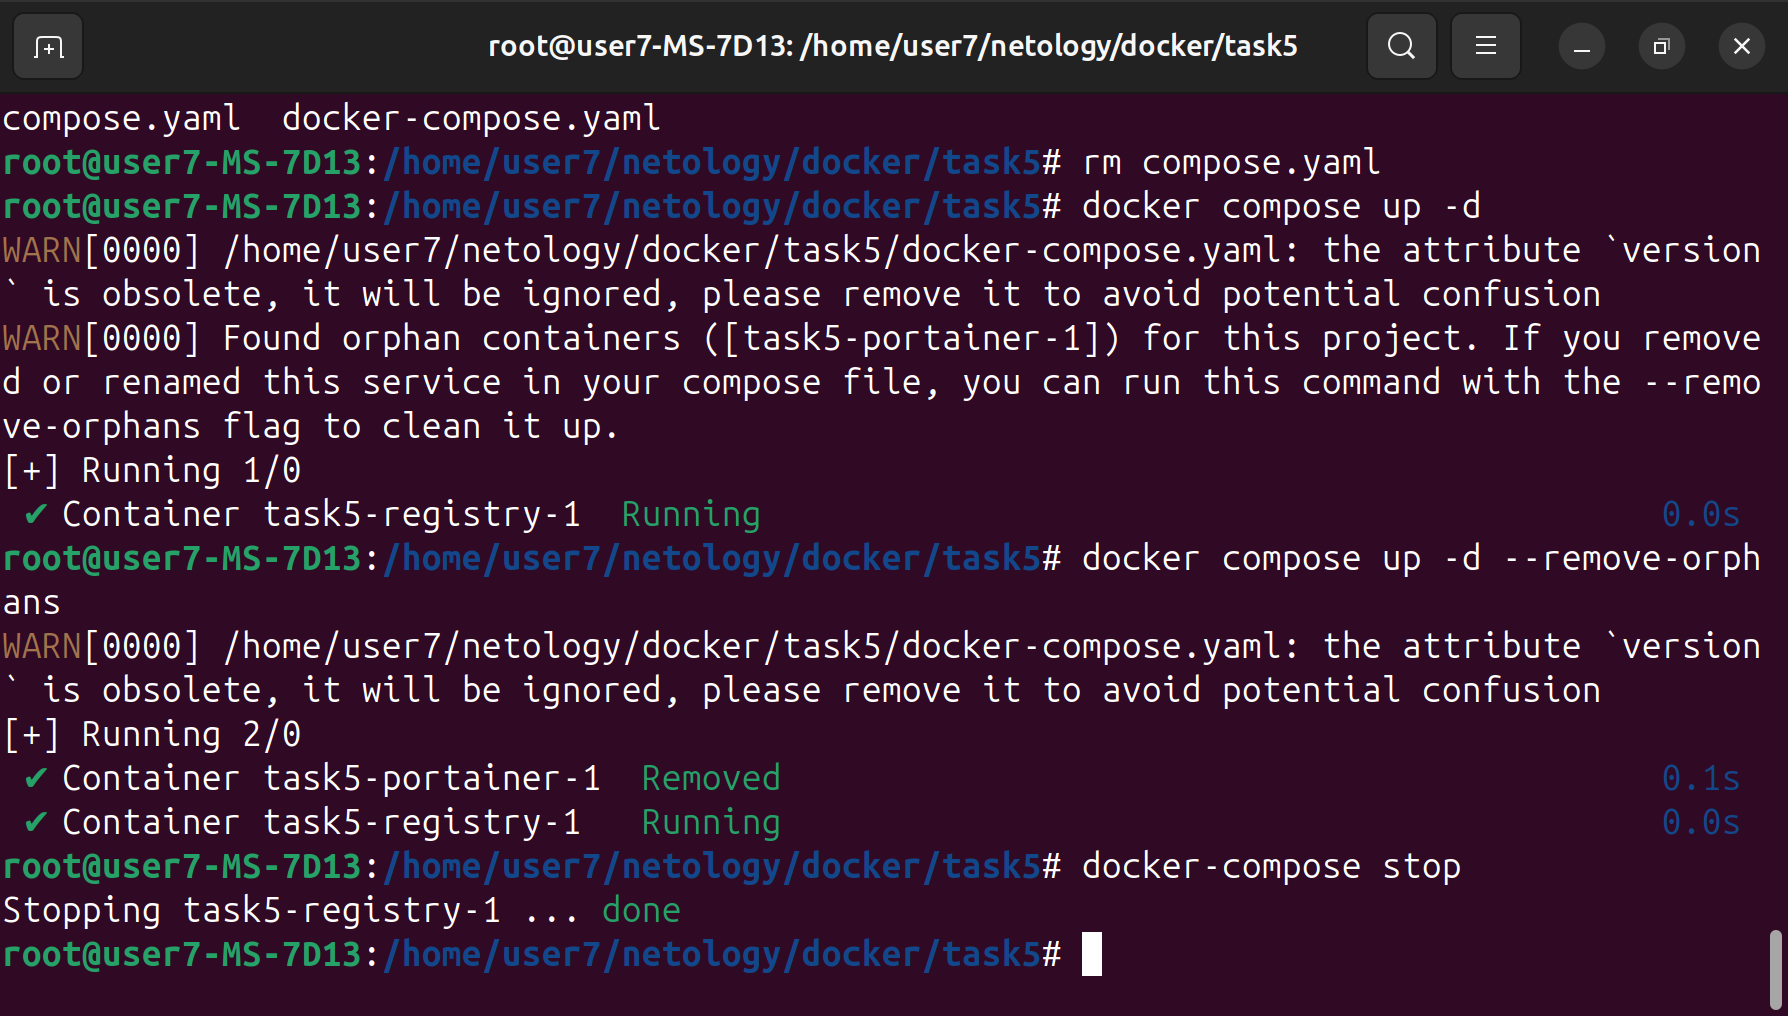 root@user7-MS-7D13: /home/user7/netology/docker/task5
compose.yaml  docker-compose.yaml
root@user7-MS-7D13:/home/user7/netology/docker/task5# rm compose.yaml
root@user7-MS-7D13:/home/user7/netology/docker/task5# docker compose up -d
WARN[0000] /home/user7/netology/docker/task5/docker-compose.yaml: the attribute `version
` is obsolete, it will be ignored, please remove it to avoid potential confusion
WARN[0000] Found orphan containers ([task5-portainer-1]) for this project. If you remove
d or renamed this service in your compose file, you can run this command with the --remo
ve-orphans flag to clean it up.
[+] Running 1/0
 ✔ Container task5-registry-1  Running 0.0s
root@user7-MS-7D13:/home/user7/netology/docker/task5# docker compose up -d --remove-orph
ans
WARN[0000] /home/user7/netology/docker/task5/docker-compose.yaml: the attribute `version
` is obsolete, it will be ignored, please remove it to avoid potential confusion
[+] Running 2/0
 ✔ Container task5-portainer-1  Removed 0.1s
 ✔ Container task5-registry-1   Running 0.0s
root@user7-MS-7D13:/home/user7/netology/docker/task5# docker-compose stop
Stopping task5-registry-1 ... done
root@user7-MS-7D13:/home/user7/netology/docker/task5#